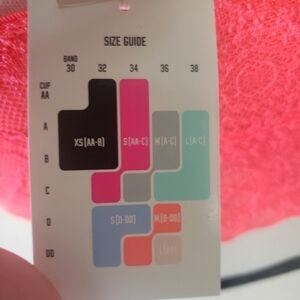 SIZE GUIDE
BAND
30 32 34 36 38
CUP
AA
A
XS (AA-B) S (AA-C) M (A-C) L (A-C)
B
C
D S (D-DD) M (D-DD)
DD